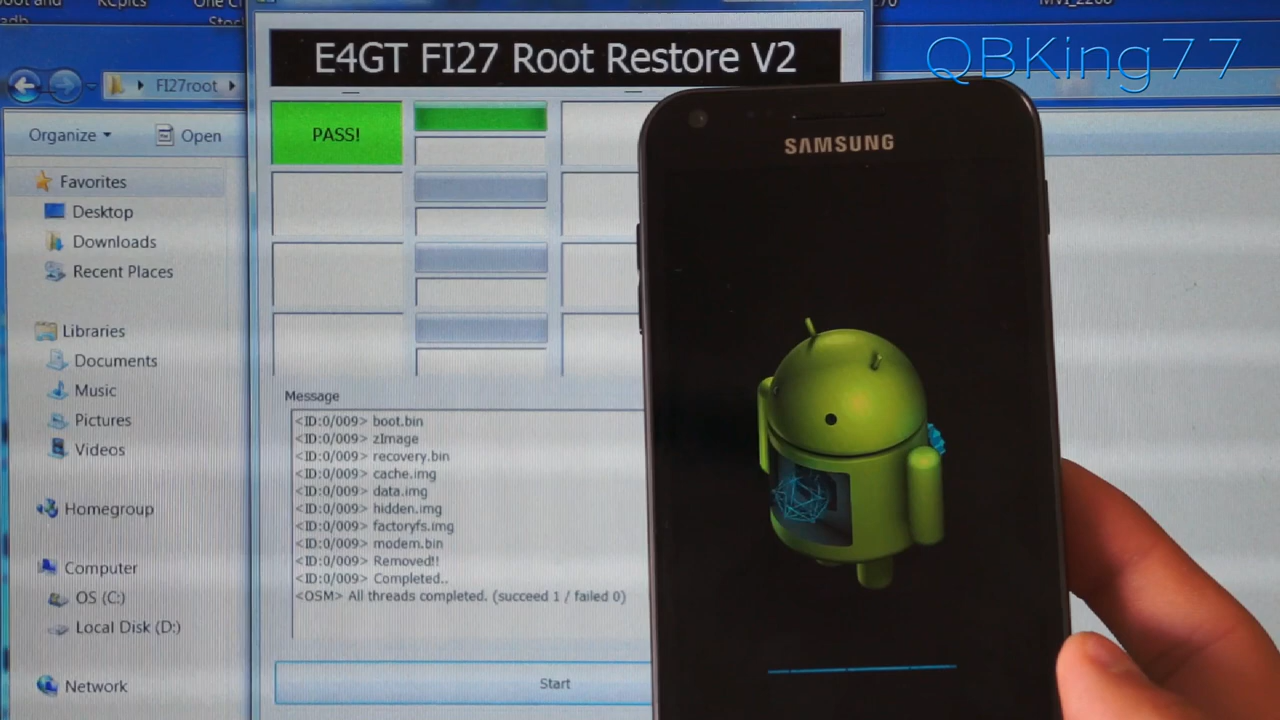 One C
Stoc
MVI_2260
E4GT FI27 Root Restore V2
QBKing77
FI27root
Organize
Open
PASS!
SAMSUNG
Favorites
Desktop
Downloads
Recent Places
Libraries
Documents
Music
Pictures
Videos
Homegroup
Computer
OS (C:)
Local Disk (D:)
Network
Message
<ID:0/009> boot.bin
<ID:0/009> zImage
<ID:0/009> recovery.bin
<ID:0/009> cache.img
<ID:0/009> data.img
<ID:0/009> hidden.img
<ID:0/009> factoryfs.img
<ID:0/009> modem.bin
<ID:0/009> Removed!!
<ID:0/009> Completed..
<OSM> All threads completed. (succeed 1 / failed 0)
Start